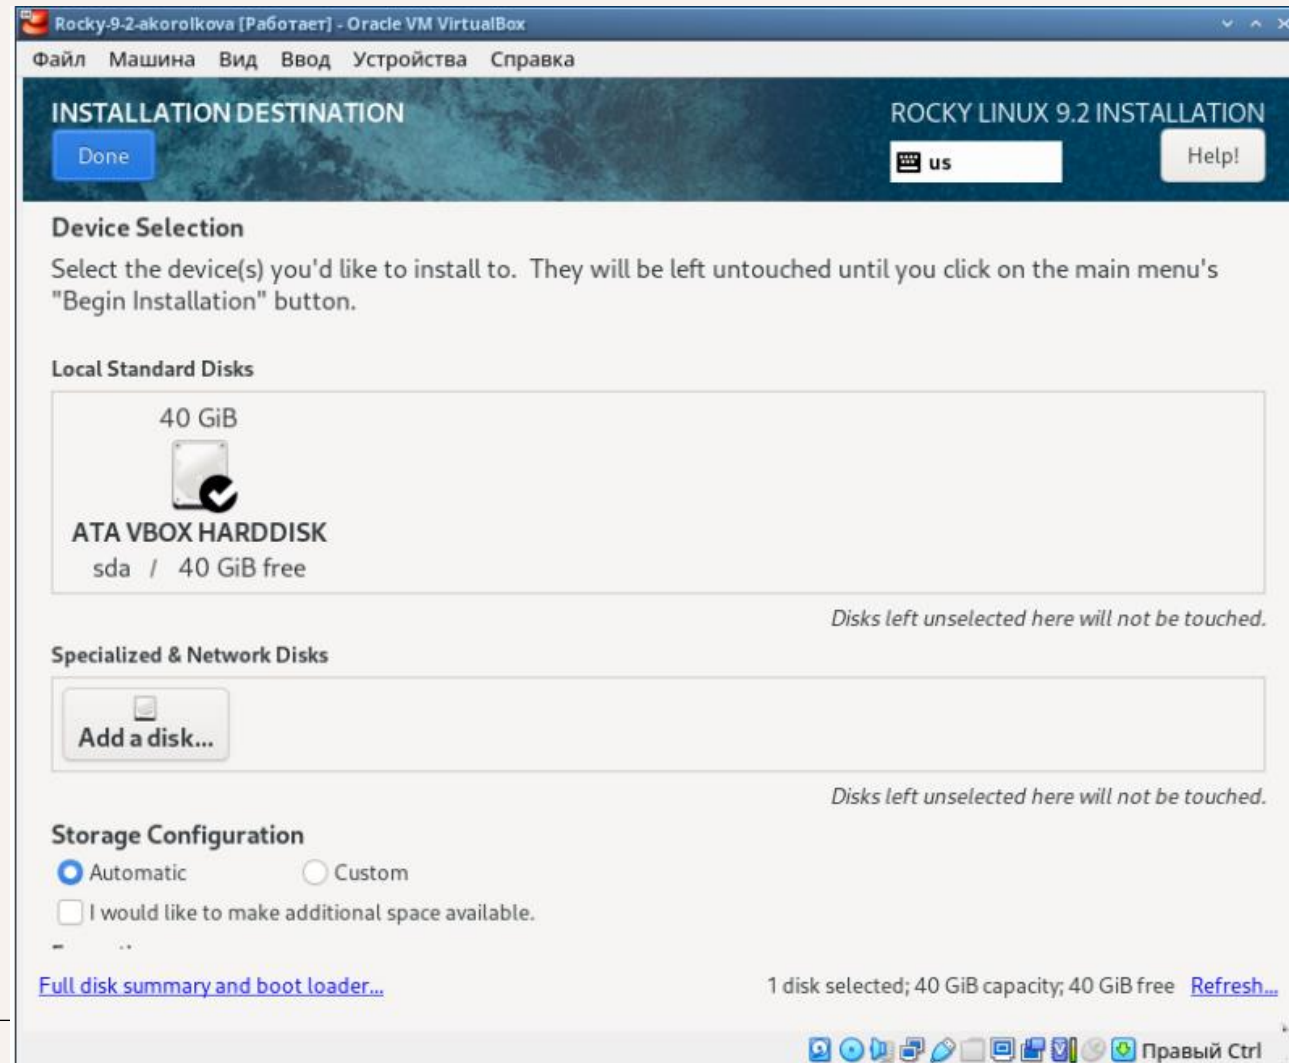 Rocky-9-2-akorolkova [Работает] - Oracle VM VirtualBox
Файл Машина Вид Ввод Устройства Справка
INSTALLATION DESTINATION
ROCKY LINUX 9.2 INSTALLATION
Done
us
Help!
Device Selection
Select the device(s) you'd like to install to. They will be left untouched until you click on the main menu's
"Begin Installation" button.
Local Standard Disks
40 GiB
ATA VBOX HARDDISK
sda / 40 GiB free
Disks left unselected here will not be touched.
Specialized & Network Disks
Add a disk...
Disks left unselected here will not be touched.
Storage Configuration
Automatic Custom
I would like to make additional space available.
Full disk summary and boot loader...
1 disk selected; 40 GiB capacity; 40 GiB free Refresh...
Правый Ctrl